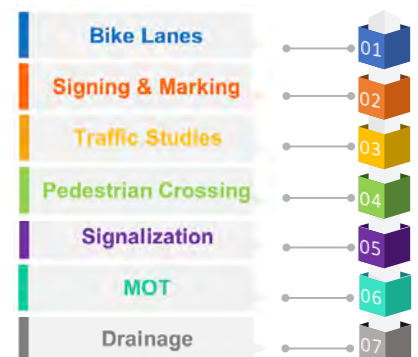 Bike Lanes 01
Signing & Marking 02
Traffic Studies 03
Pedestrian Crossing 04
Signalization 05
MOT 06
Drainage 07